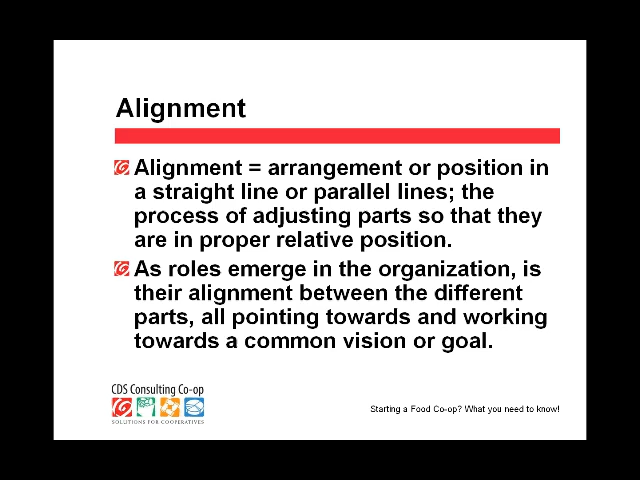 Alignment
Alignment = arrangement or position in
a straight line or parallel lines; the
process of adjusting parts so that they
are in proper relative position.
As roles emerge in the organization, is
their alignment between the different
parts, all pointing towards and working
towards a common vision or goal.
CDS Consulting Co-op
SOLUTIONS FOR COOPERATIVES
Starting a Food Co-op? What you need to know!